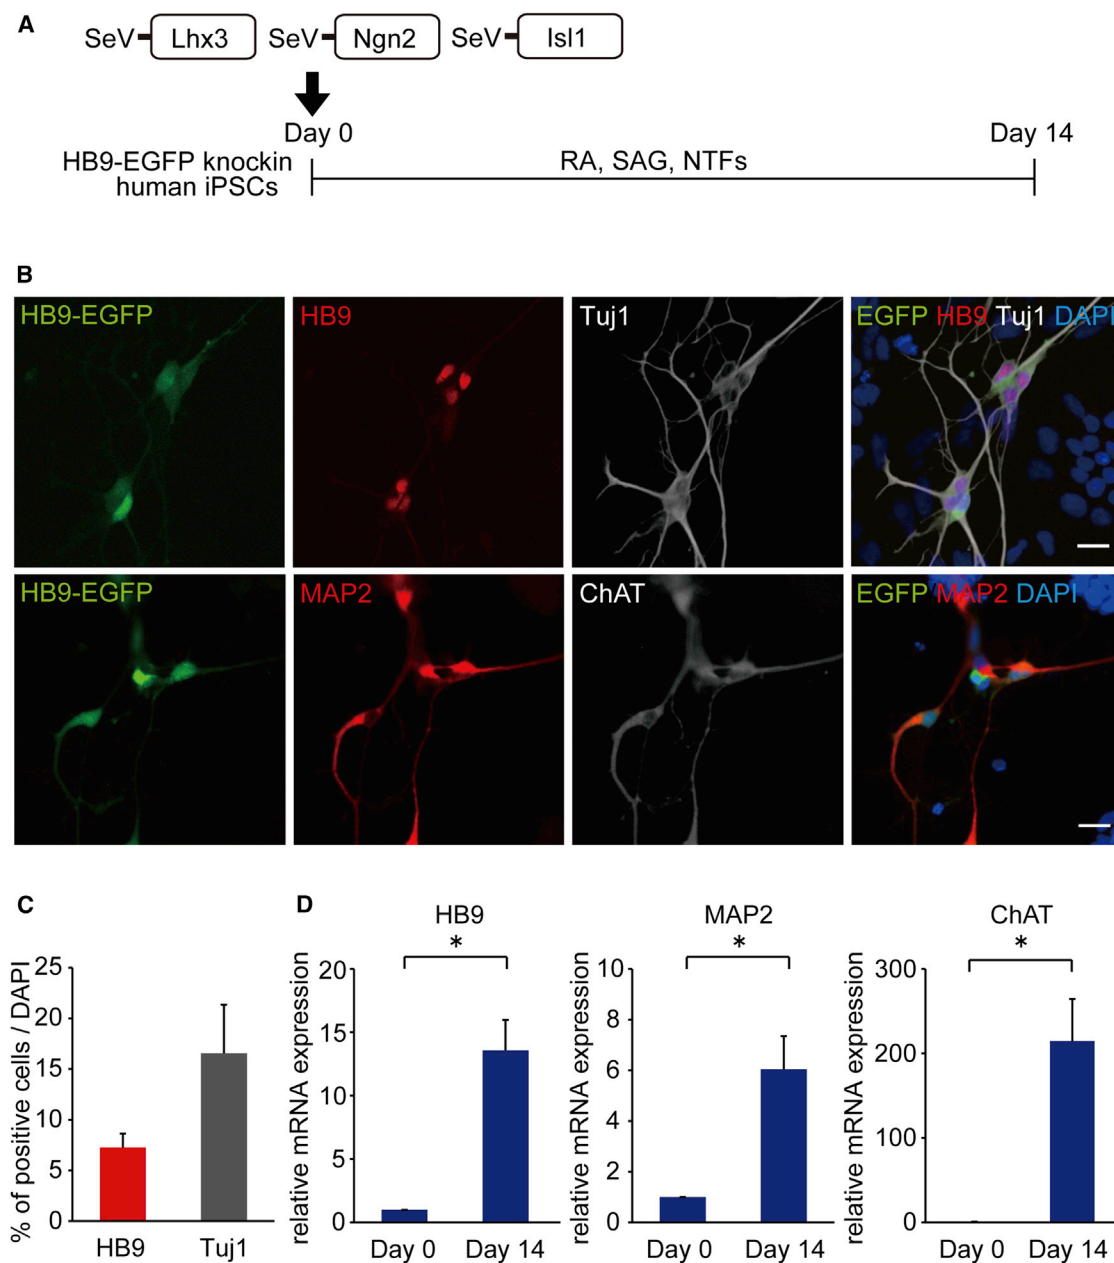 A
SeV Lhx3 SeV Ngn2 SeV Isl1
Day 0 Day 14
HB9-EGFP knockin
human iPSCs
RA, SAG, NTFs
B
HB9-EGFP HB9 Tuj1 EGFP HB9 Tuj1 DAPI
HB9-EGFP MAP2 ChAT EGFP MAP2 DAPI
C
% of positive cells / DAPI
25
20
15
10
5
0
HB9 Tuj1
D
HB9
*
relative mRNA expression
20
15
10
5
0
Day 0 Day 14
MAP2
*
relative mRNA expression
10
8
6
4
2
0
Day 0 Day 14
ChAT
*
relative mRNA expression
300
200
100
0
Day 0 Day 14